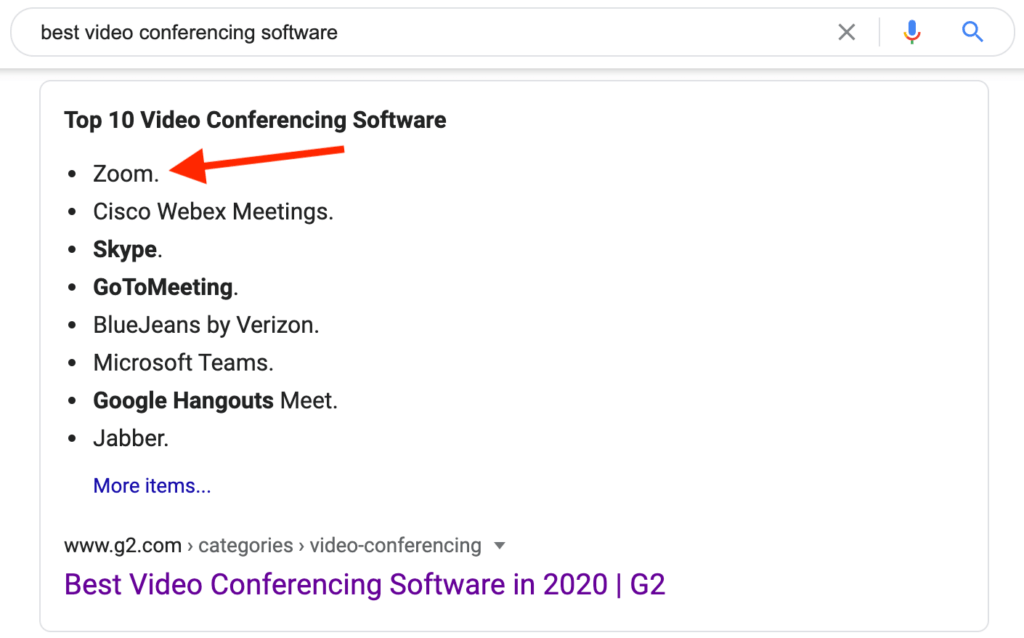 best video conferencing software
Top 10 Video Conferencing Software
• Zoom.
• Cisco Webex Meetings.
• Skype.
• GoToMeeting.
• BlueJeans by Verizon.
• Microsoft Teams.
• Google Hangouts Meet.
• Jabber.
More items...
www.g2.com › categories › video-conferencing
Best Video Conferencing Software in 2020 | G2